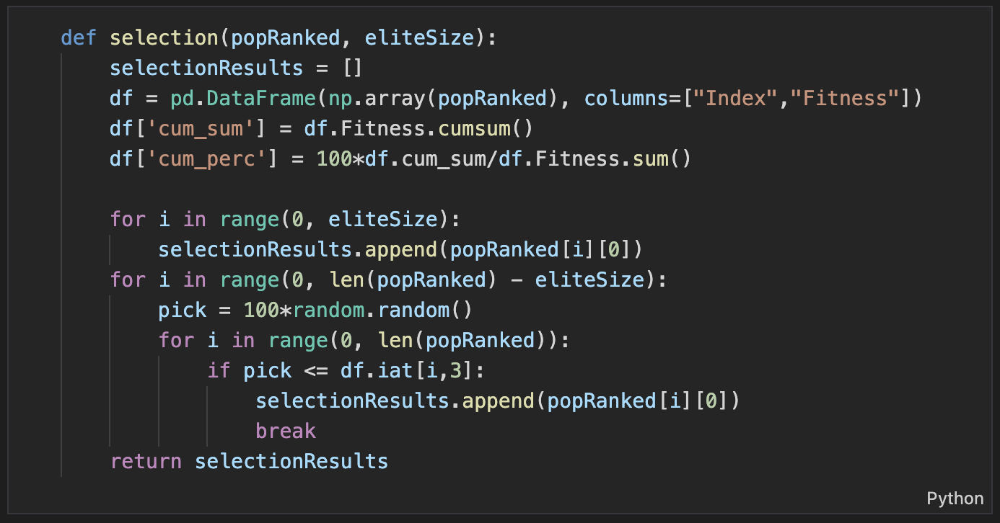 def selection(popRanked, eliteSize):
    selectionResults = []
    df = pd.DataFrame(np.array(popRanked), columns=["Index","Fitness"])
    df['cum_sum'] = df.Fitness.cumsum()
    df['cum_perc'] = 100*df.cum_sum/df.Fitness.sum()

    for i in range(0, eliteSize):
        selectionResults.append(popRanked[i][0])
    for i in range(0, len(popRanked) - eliteSize):
        pick = 100*random.random()
        for i in range(0, len(popRanked)):
            if pick <= df.iat[i,3]:
                selectionResults.append(popRanked[i][0])
                break
    return selectionResults
Python